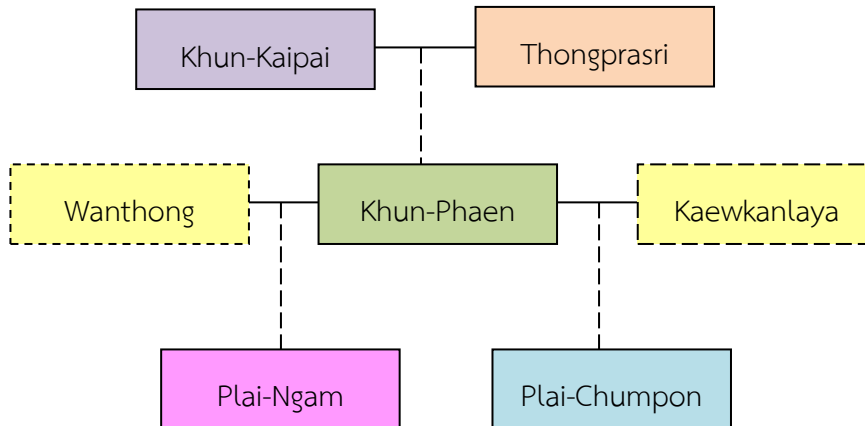 Khun-Kaipai
Thongprasri
Wanthong
Khun-Phaen
Kaewkanlaya
Plai-Ngam
Plai-Chumpon